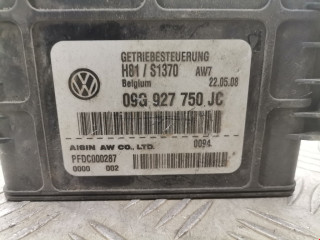 GETRIEBESTEUERUNG
H81 / S1370 AW7
Belgium 22.05.08
09G 927 750 JC
0094
AISIN AW CO., LTD.
PFDC000287
0000 002